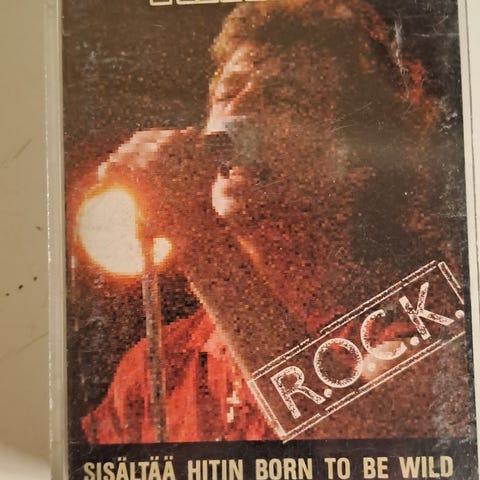 R.O.C.K.
SISÄLTÄÄ HITIN BORN TO BE WILD